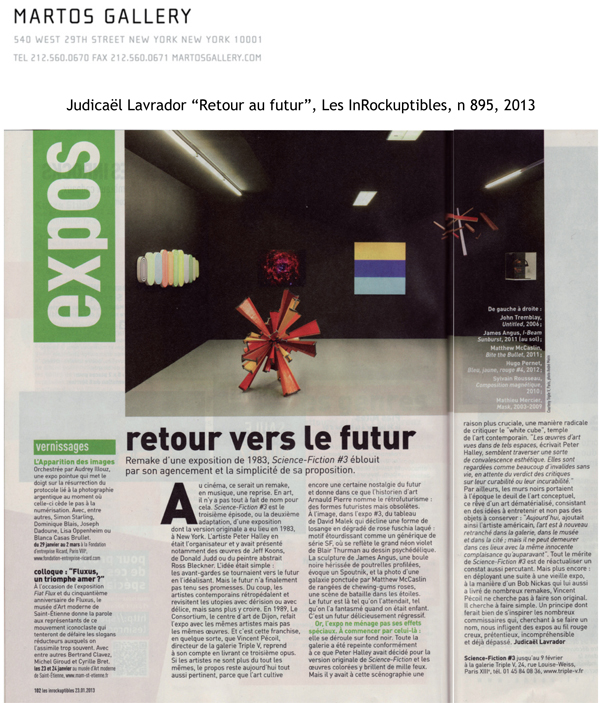 MARTOS GALLERY
540 WEST 29TH STREET NEW YORK NEW YORK 10001
TEL 212.560.0670 FAX 212.560.0671 MARTOSGALLERY.COM
Judicaël Lavrador “Retour au futur”, Les InRockuptibles, n 895, 2013
expos
De gauche à droite :
John Tremblay,
Untitled, 2006 ;
James Angus, I-Beam
Sunburst, 2011 (au sol) ;
Matthew McCaslin,
Bite the Bullet, 2011 ;
Hugo Pernet,
Bleu, jaune, rouge #4, 2012 ;
Sylvain Rousseau,
Composition magnétique,
2010 ;
Mathieu Mercier,
2003-2009
retour vers le futur
Remake d'une exposition de 1983, Science-Fiction #3 éblouit
par son agencement et la simplicité de sa proposition.
vernissages
L'Apparition des images
Orchestrée par Audrey Illouz,
une expo pointue qui met le
doigt sur la résurrection du
protocole lié à la photographie
argentique au moment où
celle-ci cède le pas à la
numérisation. Avec, entre
autres, Simon Starling,
Dominique Blais, Joseph
Dadoune, Lisa Oppenheim ou
Blanca Casas Brullet.
du 29 janvier au 2 mars à la Fondation
d'entreprise Ricard, Paris VIIIe,
www.fondation-entreprise-ricard.com
colloque : "Fluxus,
un triomphe amer ?"
À l'occasion de l'exposition
Fiat Flux et du cinquantième
anniversaire de Fluxus, le
musée d'Art moderne de
Saint-Étienne donne la parole
aux représentants de ce
mouvement iconoclaste qui
tenteront de défaire les slogans
réducteurs auxquels on
l'assimile trop souvent. Avec
entre autres Bertrand Clavez,
Michel Giroud et Cyrille Bret.
les 23 et 24 janvier au musée d'Art moderne
de Saint-Étienne, www.mam-st-etienne.fr
102 les inrockuptibles 23.01.2013
Au cinéma, ce serait un remake,
en musique, une reprise. En art,
il n'y a pas tout à fait de nom pour
cela. Science-Fiction #3 est le
troisième épisode, ou la deuxième
adaptation, d'une exposition
dont la version originale a eu lieu en 1983,
à New York. L'artiste Peter Halley en
était l'organisateur et y avait présenté
notamment des œuvres de Jeff Koons,
de Donald Judd ou du peintre abstrait
Ross Bleckner. L'idée était simple :
les avant-gardes se tournaient vers le futur
en l'idéalisant. Mais le futur n'a finalement
pas tenu ses promesses. Du coup, les
artistes contemporains rétropédalent et
revisitent les utopies avec dérision ou avec
délice, mais sans plus y croire. En 1989, Le
Consortium, le centre d'art de Dijon, refait
l'expo avec les mêmes artistes mais pas
les mêmes œuvres. Et c'est cette franchise,
en quelque sorte, que Vincent Pécoil,
directeur de la galerie Triple V, reprend
à son compte en livrant ce troisième opus.
Si les artistes ne sont plus du tout les
mêmes, le propos reste aujourd'hui tout
aussi pertinent, parce que l'art cultive
encore une certaine nostalgie du futur
et donne dans ce que l'historien d'art
Arnauld Pierre nomme le rétrofuturisme :
des formes futuristes mais obsolètes.
À l'image, dans l'expo #3, du tableau
de David Malek qui décline une forme de
losange en dégradé de rose fuschia laqué :
motif étourdissant comme un générique de
série SF, où se reflète le grand néon violet
de Blair Thurman au dessin psychédélique.
La sculpture de James Angus, une boule
noire hérissée de poutrelles profilées,
évoque un Spoutnik, et la photo d'une
galaxie ponctuée par Matthew McCaslin
de rangées de chewing-gums roses,
une scène de bataille dans les étoiles.
Le futur est là tel qu'on l'attendait, tel
qu'on l'a fantasmé quand on était enfant.
C'est un futur délicieusement régressif.
Or, l'expo ne ménage pas ses effets
spéciaux. À commencer par celui-là :
elle se déroule sur fond noir. Toute la
galerie a été repeinte conformément
à ce que Peter Halley avait décidé pour la
version originale de Science-Fiction et les
œuvres colorées y brillent de mille feux.
Mais il y avait à cette scénographie une
raison plus cruciale, une manière radicale
de critiquer le "white cube", temple
de l'art contemporain. "Les œuvres d'art
vues dans de tels espaces, écrivait Peter
Halley, semblent traverser une sorte
de convalescence esthétique. Elles sont
regardées comme beaucoup d'invalides sans
vie, en attente du verdict des critiques
sur leur curabilité ou leur incurabilité."
Par ailleurs, les murs noirs portaient
à l'époque le deuil de l'art conceptuel,
ce rêve d'un art dématérialisé, consistant
en des idées à entretenir et non pas des
objets à conserver : "Aujourd'hui, ajoutait
ainsi l'artiste américain, l'art est à nouveau
retranché dans la galerie, dans le musée
et dans la cité ; mais il ne peut demeurer
dans ces lieux avec la même innocente
complaisance qu'auparavant". Tout le mérite
de Science-Fiction #3 est de réactualiser un
constat aussi percutant. Mais plus encore :
en déployant une suite à une vieille expo,
à la manière d'un Bob Nickas qui lui aussi
a livré de nombreux remakes, Vincent
Pécoil ne cherche pas à faire son original.
Il cherche à faire simple. Un principe dont
ferait bien de s'inspirer les nombreux
commissaires qui, cherchant à se faire un
nom, nous infligent des expos au fil rouge
creux, prétentieux, incompréhensible
et déjà dépassé. Judicaël Lavrador
Science-Fiction #3 jusqu'au 9 février
à la galerie Triple V, 24, rue Louise-Weiss,
Paris XIIIe, tél. 01 45 84 08 36, www.triple-v.fr